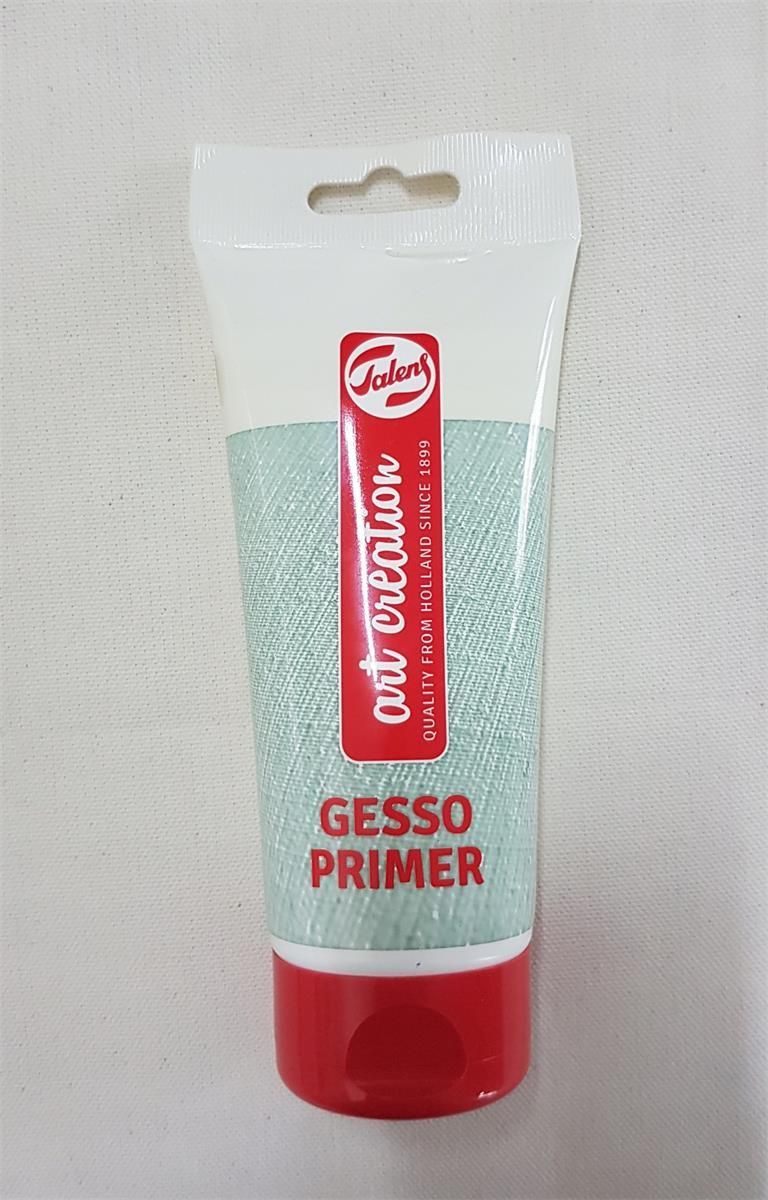 Talens
art creation
QUALITY FROM HOLLAND SINCE 1899
GESSO
PRIMER